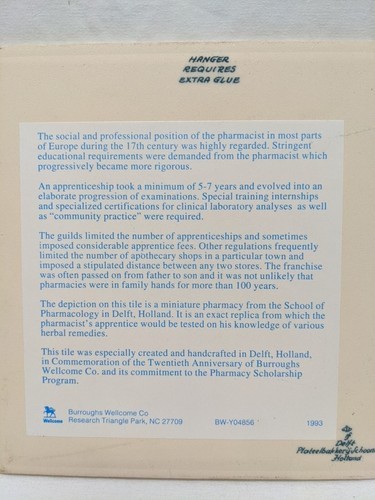 HANGER
REQUIRES
EXTRA GLUE
The social and professional position of the pharmacist in most parts
of Europe during the 17th century was highly regarded. Stringent
educational requirements were demanded from the pharmacist which
progressively became more rigorous.
An apprenticeship took a minimum of 5-7 years and evolved into an
elaborate progression of examinations. Special training internships
and specialized certifications for clinical laboratory analyses as well
as "community practice" were required.
The guilds limited the number of apprenticeships and sometimes
imposed considerable apprentice fees. Other regulations frequently
limited the number of apothecary shops in a particular town and
imposed a stipulated distance between any two stores. The franchise
was often passed on from father to son and it was not unlikely that
pharmacies were in family hands for more than 100 years.
The depiction on this tile is a miniature pharmacy from the School of
Pharmacology in Delft, Holland. It is an exact replica from which the
pharmacist's apprentice would be tested on his knowledge of various
herbal remedies.
This tile was especially created and handcrafted in Delft, Holland,
in Commemoration of the Twentieth Anniversary of Burroughs
Wellcome Co. and its commitment to the Pharmacy Scholarship
Program.
Wellcome
Burroughs Wellcome Co
Research Triangle Park, NC 27709 BW-Y04856 1993
Delft
Holland